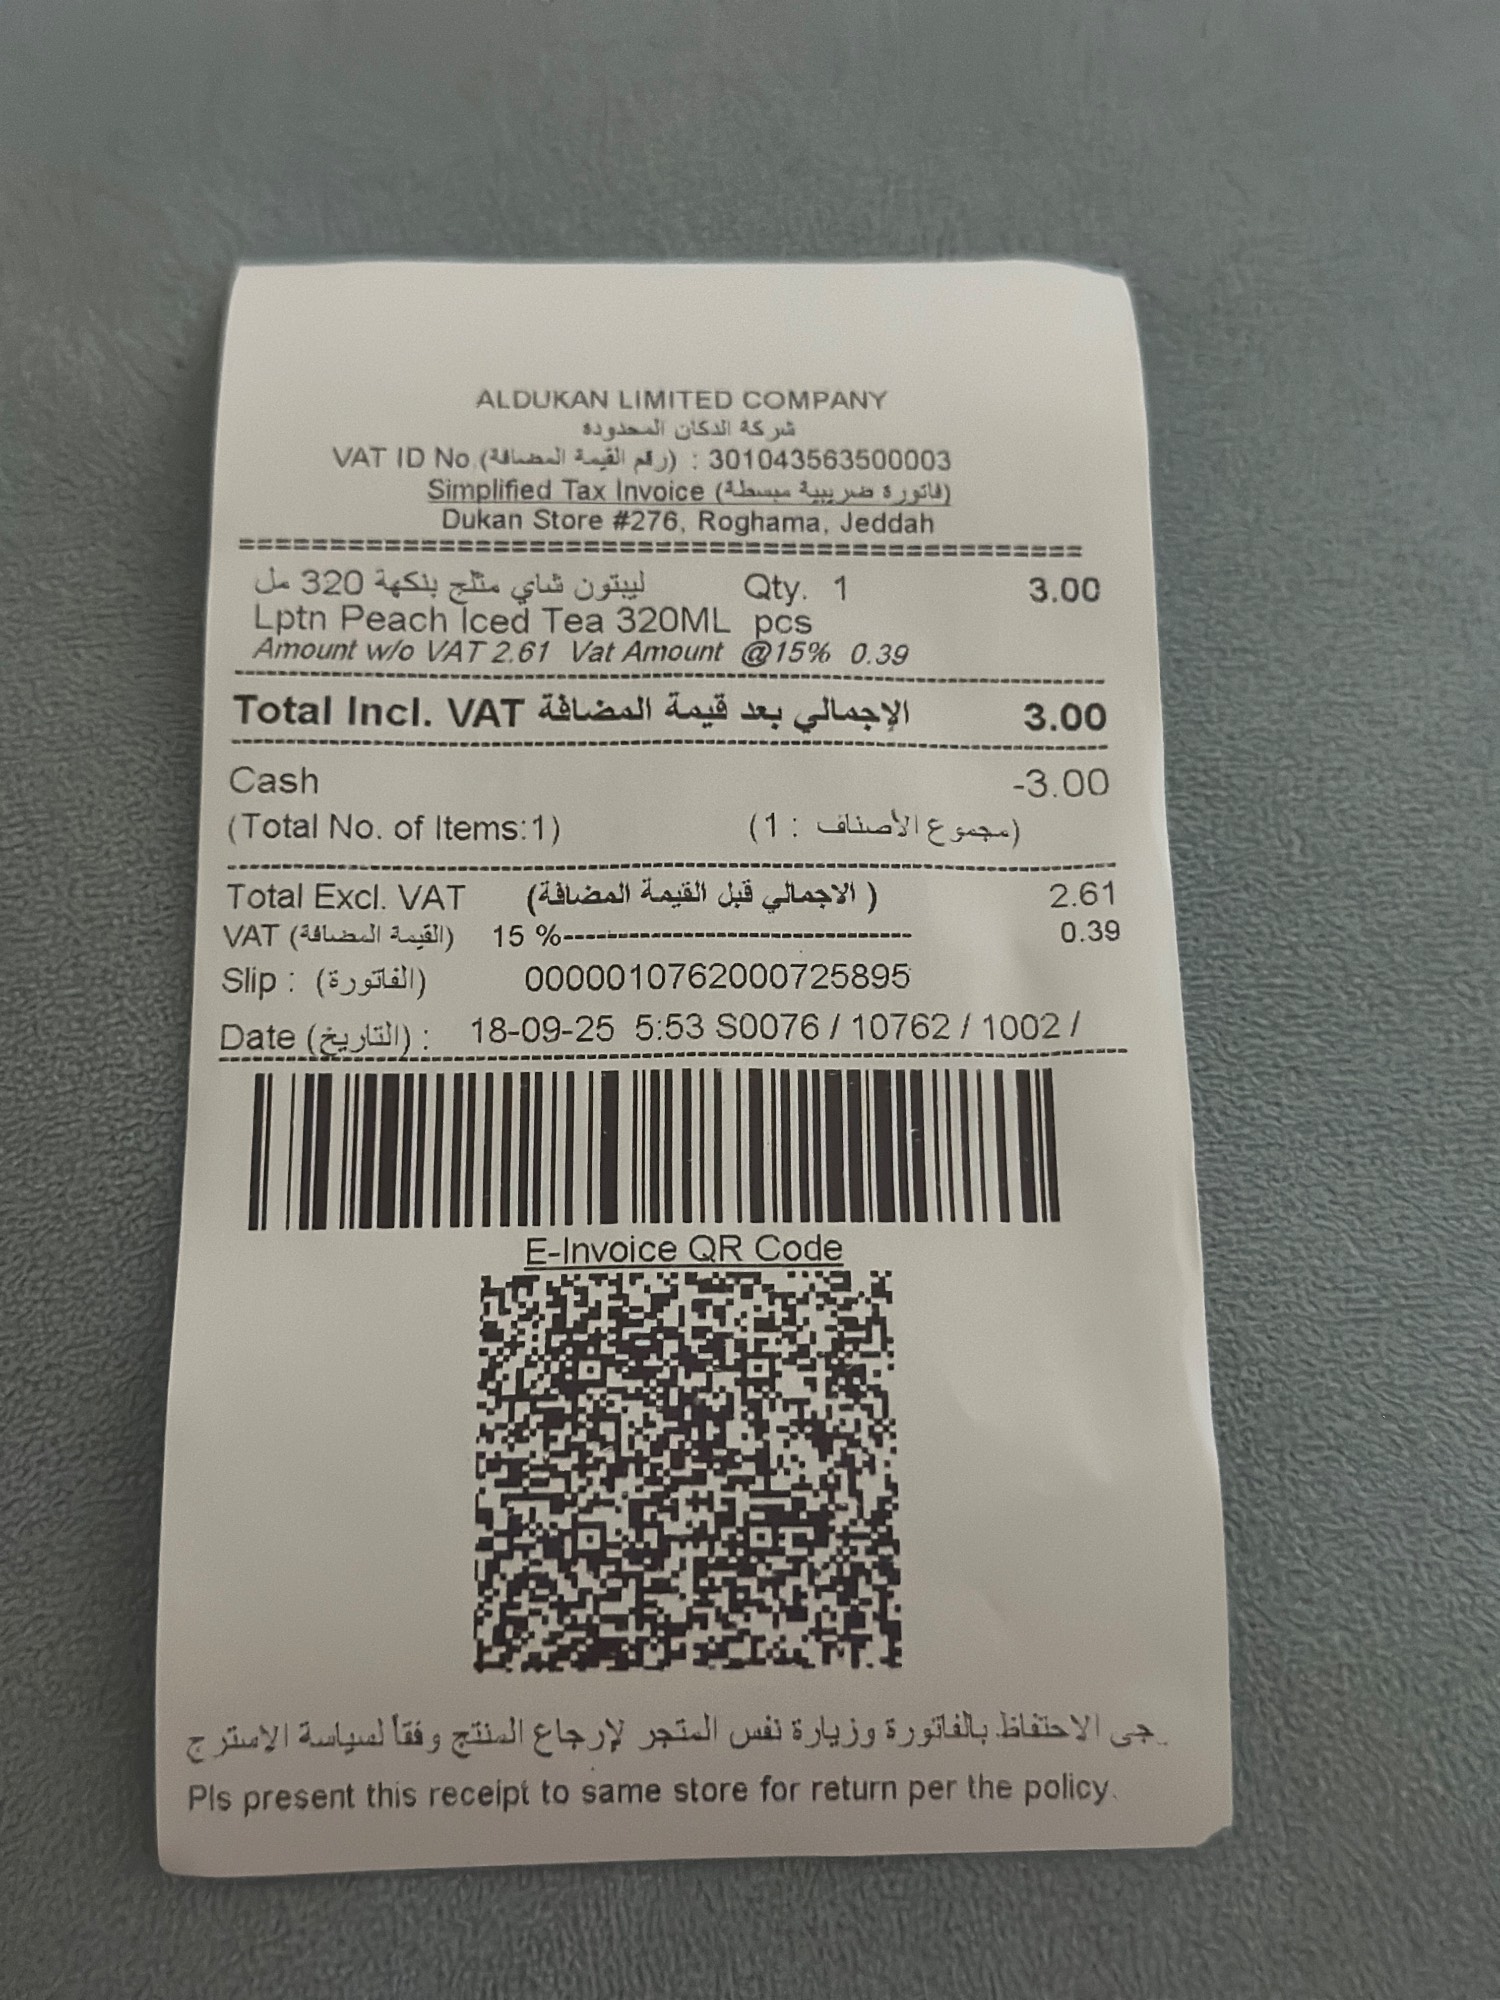 ALDUKAN LIMITED COMPANY
شركة الدكان المحدوده
VAT ID No (رقم القيمة المضافة) : 301043563500003
Simplified Tax Invoice (فاتورة ضريبية مبسطة)
Dukan Store #276, Roghama, Jeddah
ليبتون شاي مثلج بنكهة 320 مل Qty. 1 3.00
Lptn Peach Iced Tea 320ML pcs
Amount w/o VAT 2.61 Vat Amount @15% 0.39
Total Incl. VAT الإجمالي بعد قيمة المضافة 3.00
Cash -3.00
(Total No. of Items:1) (مجموع الأصناف : 1)
Total Excl. VAT (الاجمالي قبل القيمة المضافة) 2.61
VAT (القيمة المضافة) 15 %-------------------------------- 0.39
Slip : (الفاتورة) 0000010762000725895
Date (التاريخ) : 18-09-25 5:53 S0076 / 10762 / 1002 /
E-Invoice QR Code
جى الاحتفاظ بالفاتورة وزيارة نفس المتجر لإرجاع المنتج وفقاً لسياسة الاسترج
Pls present this receipt to same store for return per the policy.